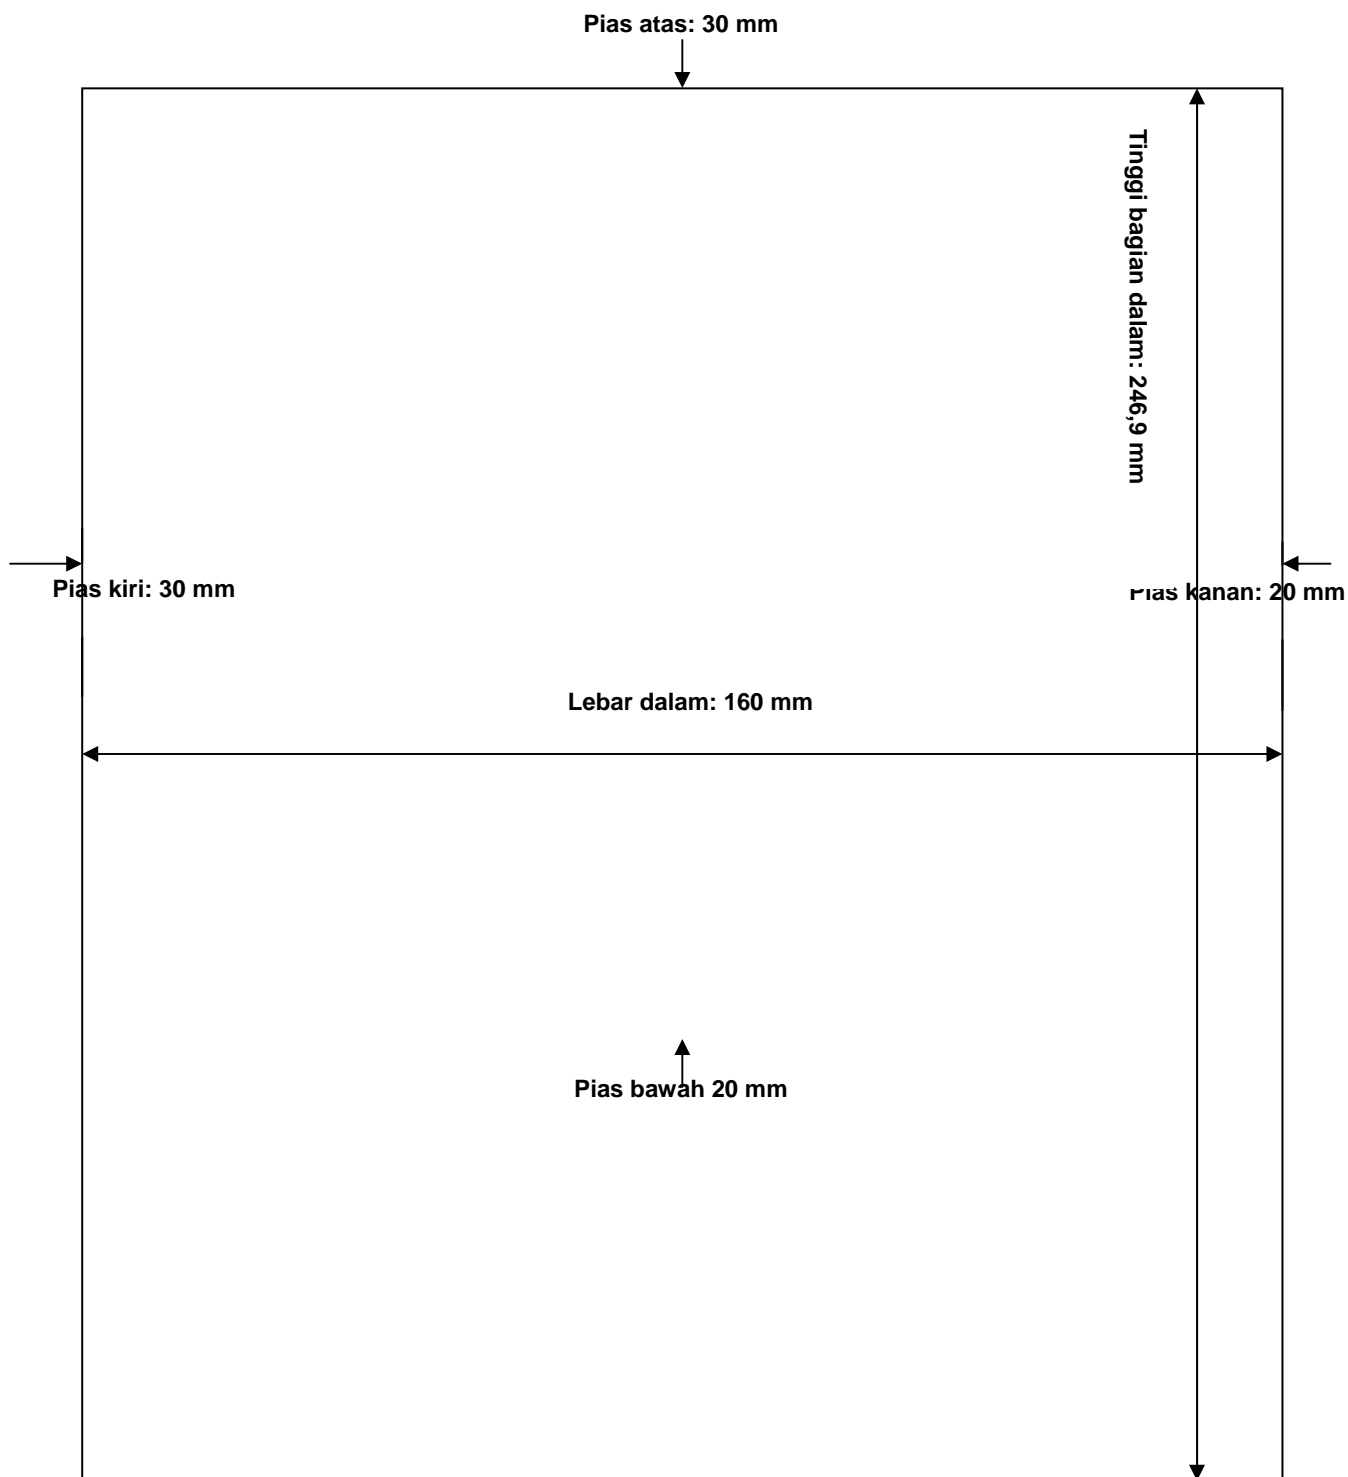 Pias atas: 30 mm
Tinggi bagian dalam: 246,9 mm
Pias kiri: 30 mm
Pias kanan: 20 mm
Lebar dalam: 160 mm
Pias bawah 20 mm